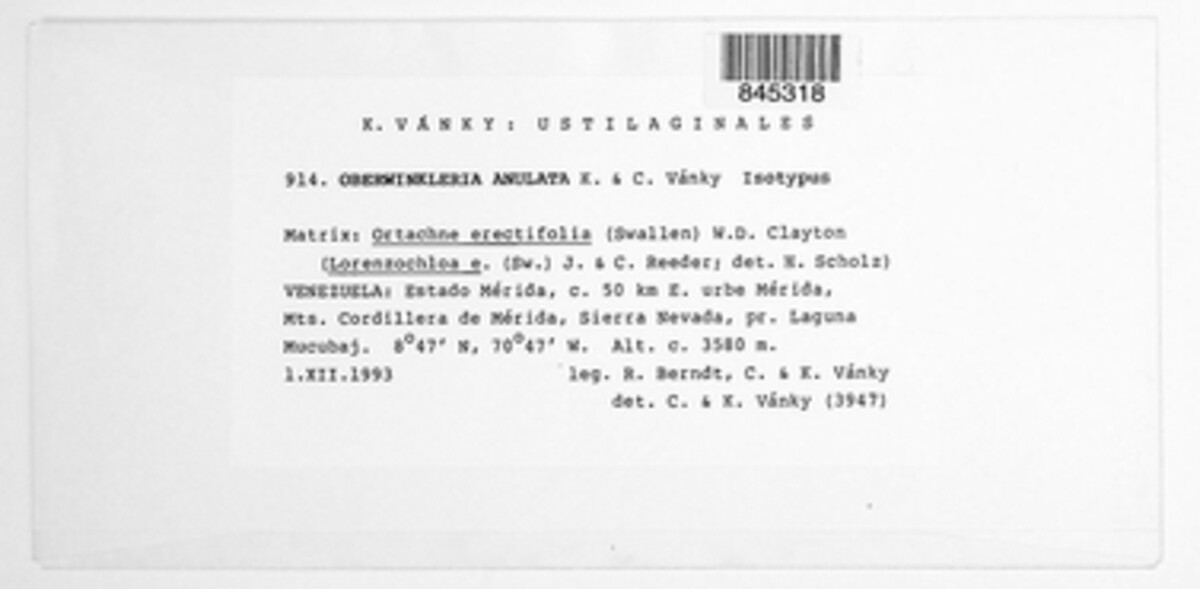 845318
K. VÁNKY: USTILAGINALES
914. OBERWINKLERIA ANULATA K. & C. Vánky Isotypus
Matrix: Ortachne erectifolia (Swallen) W.D. Clayton
(Lorenzochloa e. (Sw.) J. & C. Reeder; det. H. Scholz)
VENEZUELA: Estado Mérida, c. 50 km E. urbe Mérida,
Mts. Cordillera de Mérida, Sierra Nevada, pr. Laguna
Mucubaj. 8°47' N, 70°47' W. Alt. c. 3580 m.
1.XII.1993 leg. R. Berndt, C. & K. Vánky
det. C. & K. Vánky (3947)